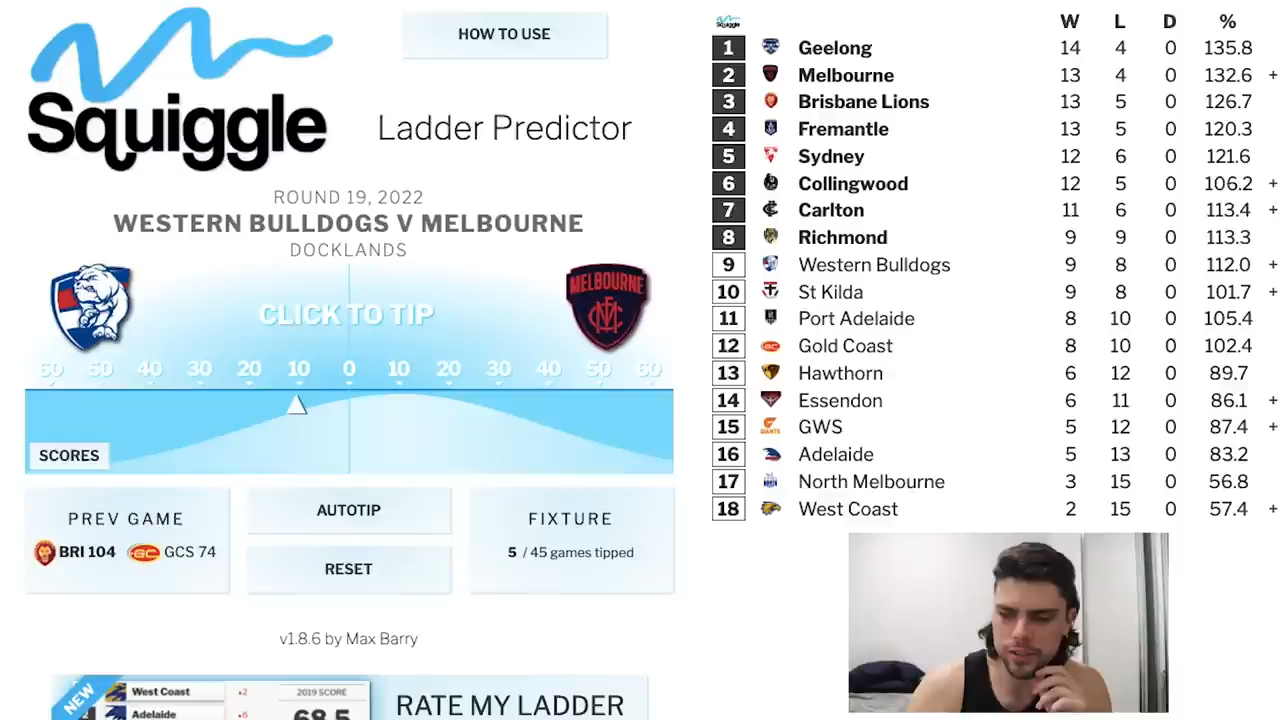 Squiggle
HOW TO USE
Ladder Predictor
ROUND 19, 2022
WESTERN BULLDOGS V MELBOURNE
DOCKLANDS
MELBOURNE
CLICK TO TIP
60 50 40 30 20 10 0 10 20 30 40 50 60
SCORES
PREV GAME
BRI 104 GCS 74
AUTOTIP
RESET
FIXTURE
5 / 45 games tipped
v1.8.6 by Max Barry
NEW
West Coast ▲2 2019 SCORE
Adelaide ▲6 68.5
RATE MY LADDER
Squiggle W L D %
1 Geelong 14 4 0 135.8
2 Melbourne 13 4 0 132.6 +
3 Brisbane Lions 13 5 0 126.7
4 Fremantle 13 5 0 120.3
5 Sydney 12 6 0 121.6
6 Collingwood 12 5 0 106.2 +
7 Carlton 11 6 0 113.4 +
8 Richmond 9 9 0 113.3
9 Western Bulldogs 9 8 0 112.0 +
10 St Kilda 9 8 0 101.7 +
11 Port Adelaide 8 10 0 105.4
12 Gold Coast 8 10 0 102.4
13 Hawthorn 6 12 0 89.7
14 Essendon 6 11 0 86.1 +
15 GWS 5 12 0 87.4 +
16 Adelaide 5 13 0 83.2
17 North Melbourne 3 15 0 56.8
18 West Coast 2 15 0 57.4 +